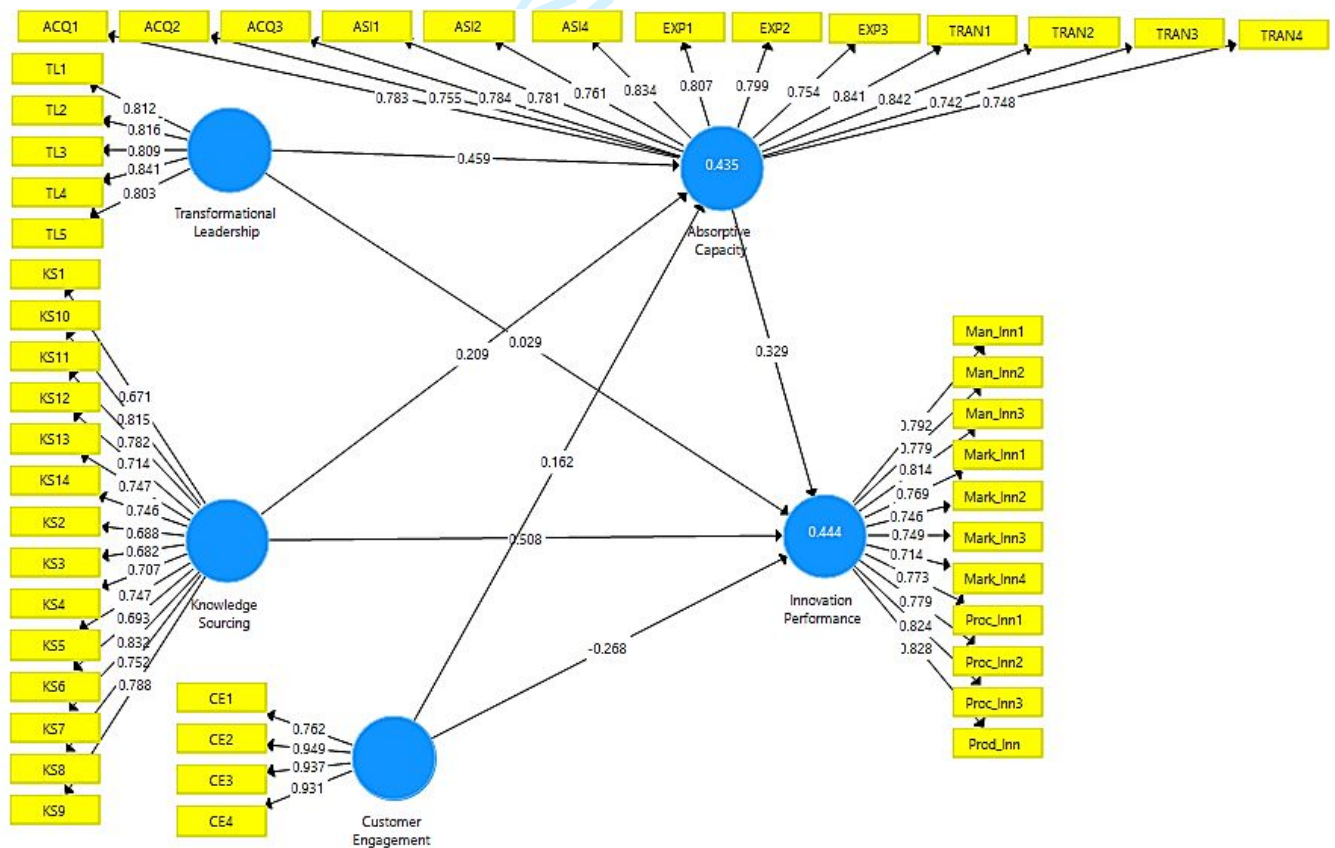 ACQ1
ACQ2
ACQ3
ASI1
ASI2
ASI4
EXP1
EXP2
EXP3
TRAN1
TRAN2
TRAN3
TRAN4
0.783
0.755
0.784
0.781
0.761
0.834
0.807
0.799
0.754
0.841
0.842
0.742
0.748
TL1
TL2
TL3
TL4
TL5
0.812
0.816
0.809
0.841
0.803
Transformational
Leadership
0.459
0.435
Absorptive
Capacity
KS1
KS10
KS11
KS12
KS13
KS14
KS2
KS3
KS4
KS5
KS6
KS7
KS8
KS9
0.671
0.815
0.782
0.714
0.747
0.746
0.688
0.682
0.707
0.747
0.693
0.832
0.752
0.788
Knowledge
Sourcing
0.209
0.029
0.329
0.162
0.508
-0.268
0.444
Innovation
Performance
Man_Inn1
Man_Inn2
Man_Inn3
Mark_Inn1
Mark_Inn2
Mark_Inn3
Mark_Inn4
Proc_Inn1
Proc_Inn2
Proc_Inn3
Prod_Inn
0.792
0.779
0.814
0.769
0.746
0.749
0.714
0.773
0.779
0.824
0.828
CE1
CE2
CE3
CE4
0.762
0.949
0.937
0.931
Customer
Engagement